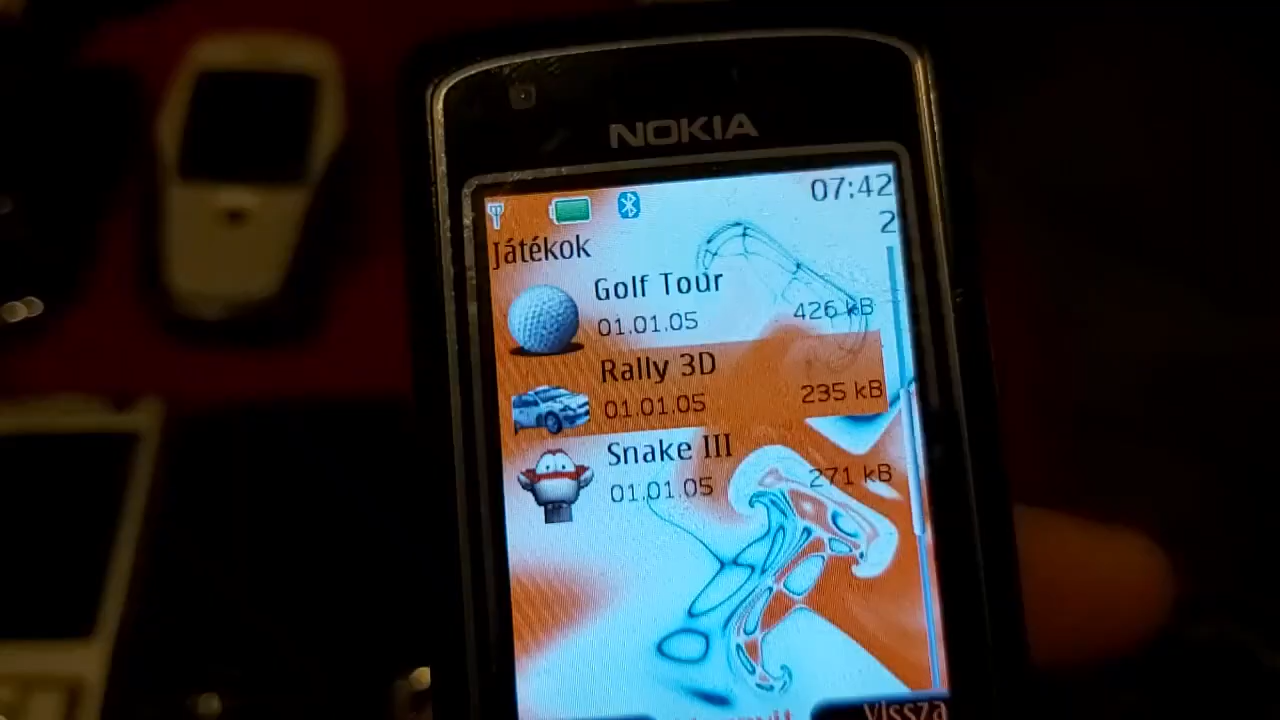 NOKIA
07:42
2
Játékok
Golf Tour
01.01.05 426 kB
Rally 3D
01.01.05 235 kB
Snake III
01.01.05 271 kB
Vissza